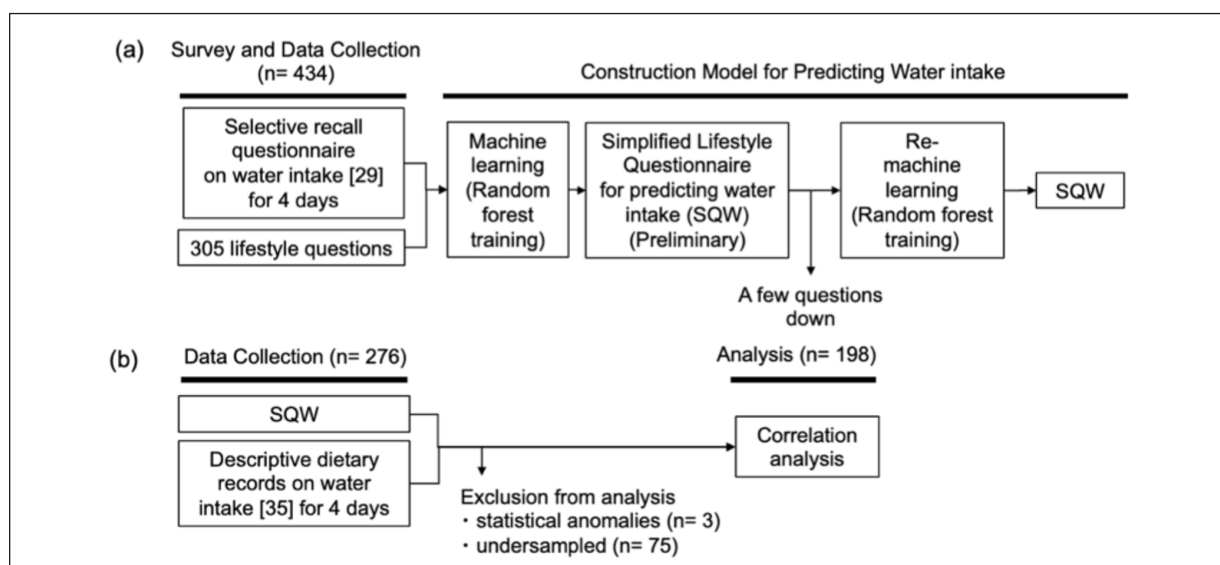 (a)
Survey and Data Collection
(n= 434)
Construction Model for Predicting Water intake
Selective recall
questionnaire
on water intake [29]
for 4 days
305 lifestyle questions
Machine
learning
(Random
forest
training)
Simplified Lifestyle
Questionnaire
for predicting water
intake (SQW)
(Preliminary)
Re-
machine
learning
(Random forest
training)
SQW
A few questions
down
(b)
Data Collection (n= 276)
Analysis (n= 198)
SQW
Descriptive dietary
records on water
intake [35] for 4 days
Correlation
analysis
Exclusion from analysis
・statistical anomalies (n= 3)
・undersampled (n= 75)